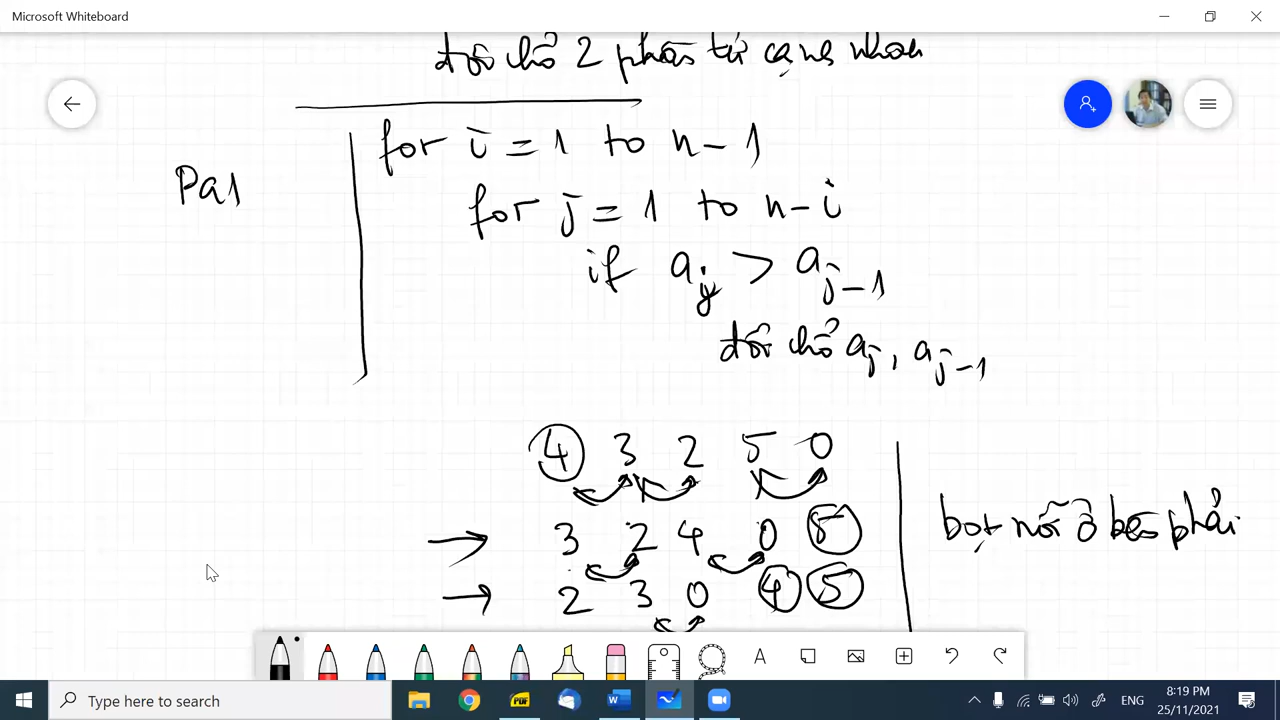 Microsoft Whiteboard
đổi chỗ 2 phần tử cạnh nhau
for i = 1 to n - 1
Pa1
for j = 1 to n - i
if aj > aj-1
đổi chỗ aj, aj-1
4 3 2 5 0
→ 3 2 4 0 5
bọt nổi ở bên phải
→ 2 3 0 4 5
A
Type here to search
PDF
W
ENG
8:19 PM
25/11/2021